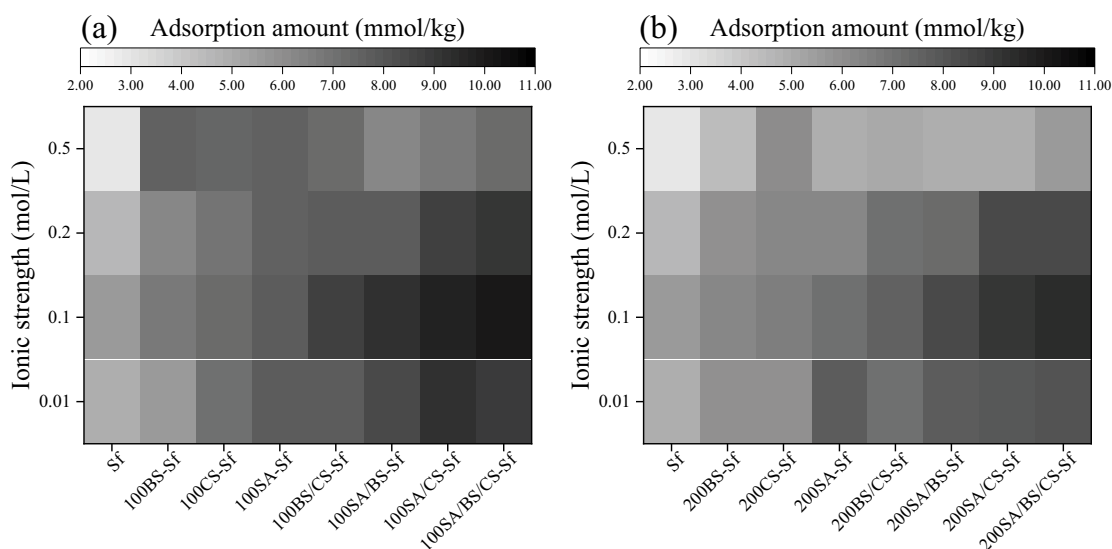 (a) Adsorption amount (mmol/kg)
2.00 3.00 4.00 5.00 6.00 7.00 8.00 9.00 10.00 11.00
Ionic strength (mol/L)
0.5
0.2
0.1
0.01
Sf
100BS-Sf
100CS-Sf
100SA-Sf
100BS/CS-Sf
100SA/BS-Sf
100SA/CS-Sf
100SA/BS/CS-Sf
(b) Adsorption amount (mmol/kg)
2.00 3.00 4.00 5.00 6.00 7.00 8.00 9.00 10.00 11.00
Ionic strength (mol/L)
0.5
0.2
0.1
0.01
Sf
200BS-Sf
200CS-Sf
200SA-Sf
200BS/CS-Sf
200SA/BS-Sf
200SA/CS-Sf
200SA/BS/CS-Sf